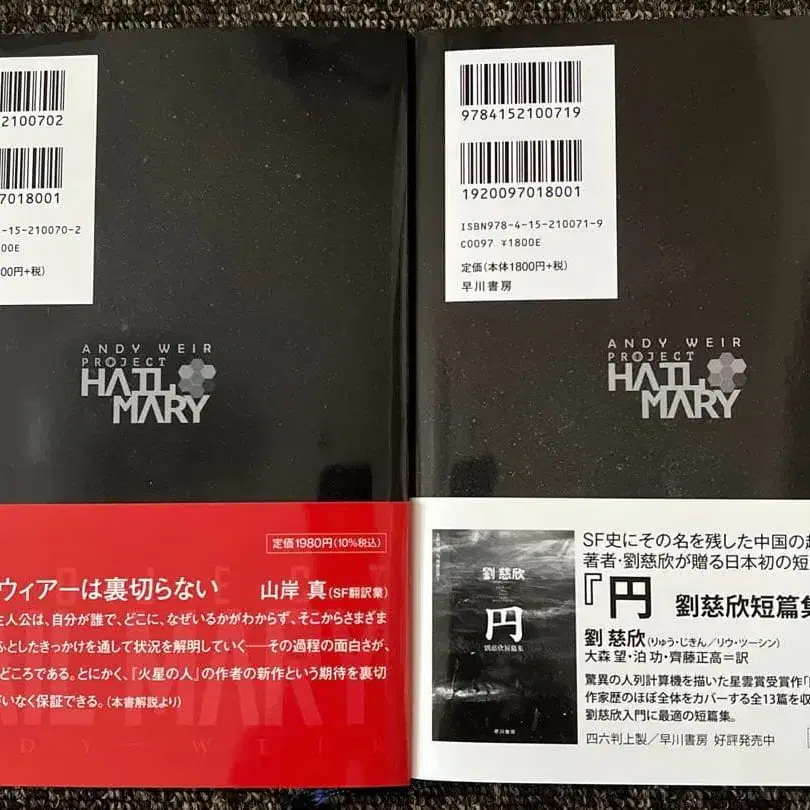 2100702
7018001
-15-210070-2
00E
00円+税)
ANDY WEIR
PROJECT
HAIL
MARY
定価1980円(10%税込)
ウィアーは裏切らない 山岸 真(SF翻訳業)
主人公は、自分が誰で、どこに、なぜいるかがわからず、そこからさまざま
ふとしたきっかけを通して状況を解明していく——その過程の面白さが、
どころである。とにかく、『火星の人』の作者の新作という期待を裏切
がいなく保証できる。(本書解説より)
9784152100719
1920097018001
ISBN978-4-15-210071-9
C0097 ¥1800E
定価(本体1800円+税)
早川書房
ANDY WEIR
PROJECT
HAIL
MARY
劉慈欣
円
劉慈欣短篇集
早川書房
SF史にその名を残した中国の超
著者・劉慈欣が贈る日本初の短
『円 劉慈欣短篇集
劉 慈欣(りゅう・じきん/リウ・ツーシン)
大森 望・泊 功・齊藤正高=訳
驚異の人列計算機を描いた星雲賞受賞作「
作家歴のほぼ全体をカバーする全13篇を収
劉慈欣入門に最適の短篇集。
四六判上製/早川書房 好評発売中